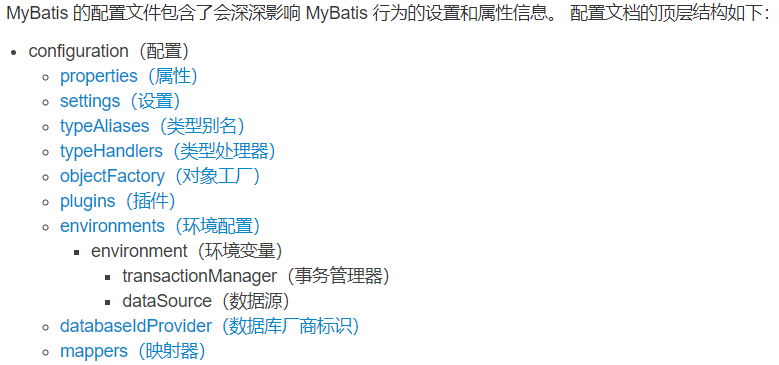 MyBatis 的配置文件包含了会深深影响 MyBatis 行为的设置和属性信息。 配置文档的顶层结构如下：
configuration（配置）
properties（属性）
settings（设置）
typeAliases（类型别名）
typeHandlers（类型处理器）
objectFactory（对象工厂）
plugins（插件）
environments（环境配置）
environment（环境变量）
transactionManager（事务管理器）
dataSource（数据源）
databaseIdProvider（数据库厂商标识）
mappers（映射器）